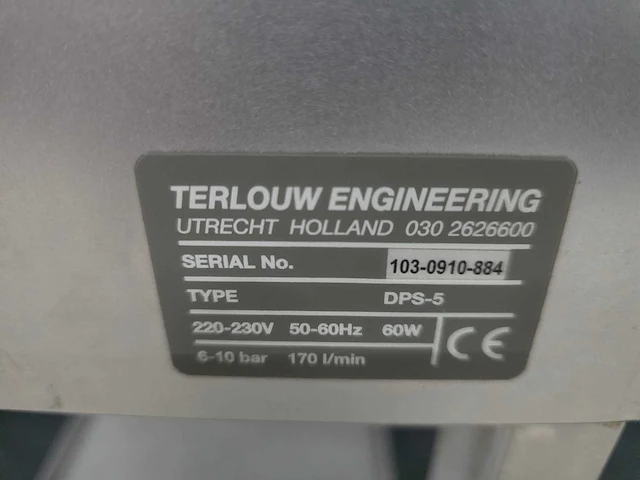 TERLOUW ENGINEERING
UTRECHT HOLLAND 030 2626600
SERIAL No. 103-0910-884
TYPE DPS-5
220-230V 50-60Hz 60W
6-10 bar 170 l/min
CE